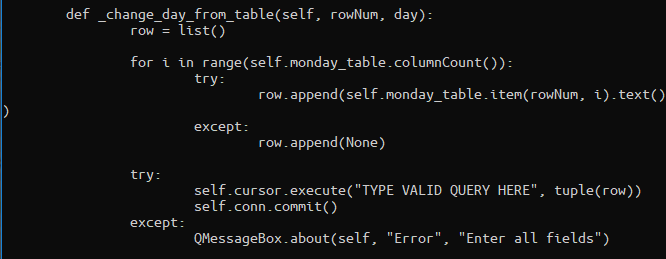 def _change_day_from_table(self, rowNum, day):
row = list()
for i in range(self.monday_table.columnCount()):
try:
row.append(self.monday_table.item(rowNum, i).text()
)
except:
row.append(None)
try:
self.cursor.execute("TYPE VALID QUERY HERE", tuple(row))
self.conn.commit()
except:
QMessageBox.about(self, "Error", "Enter all fields")